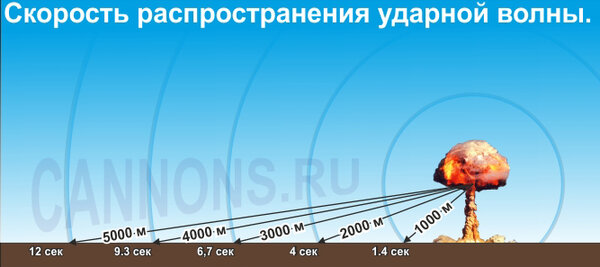 Скорость распространения ударной волны.
CANNONS.RU
5000 м
4000 м
3000 м
2000 м
1000 м
12 сек
9.3 сек
6,7 сек
4 сек
1.4 сек